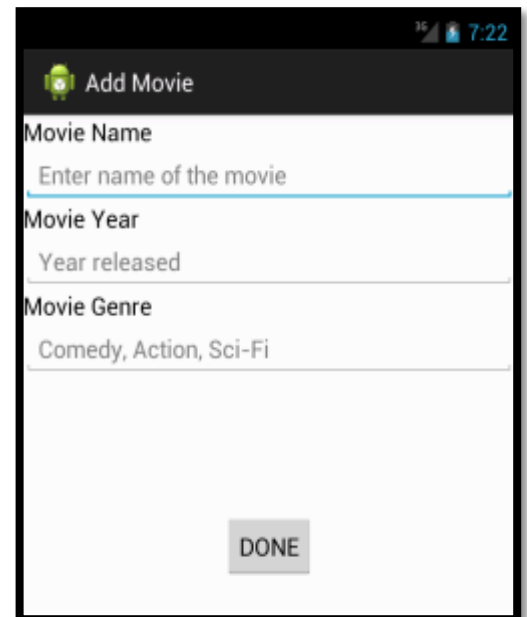 3G 7:22
Add Movie
Movie Name
Enter name of the movie
Movie Year
Year released
Movie Genre
Comedy, Action, Sci-Fi
DONE